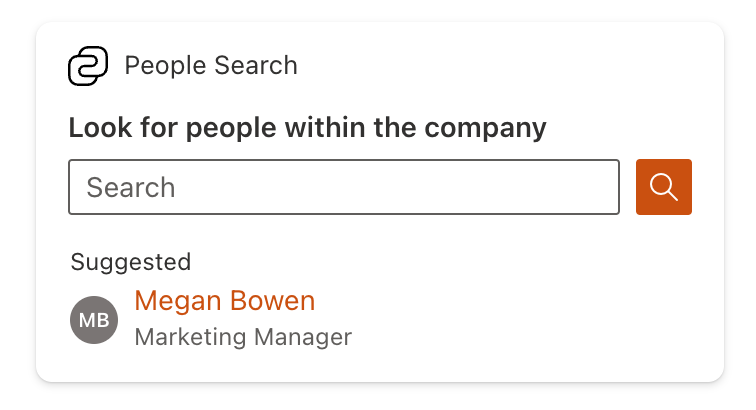 People Search
Look for people within the company
Search
Suggested
MB
Megan Bowen
Marketing Manager